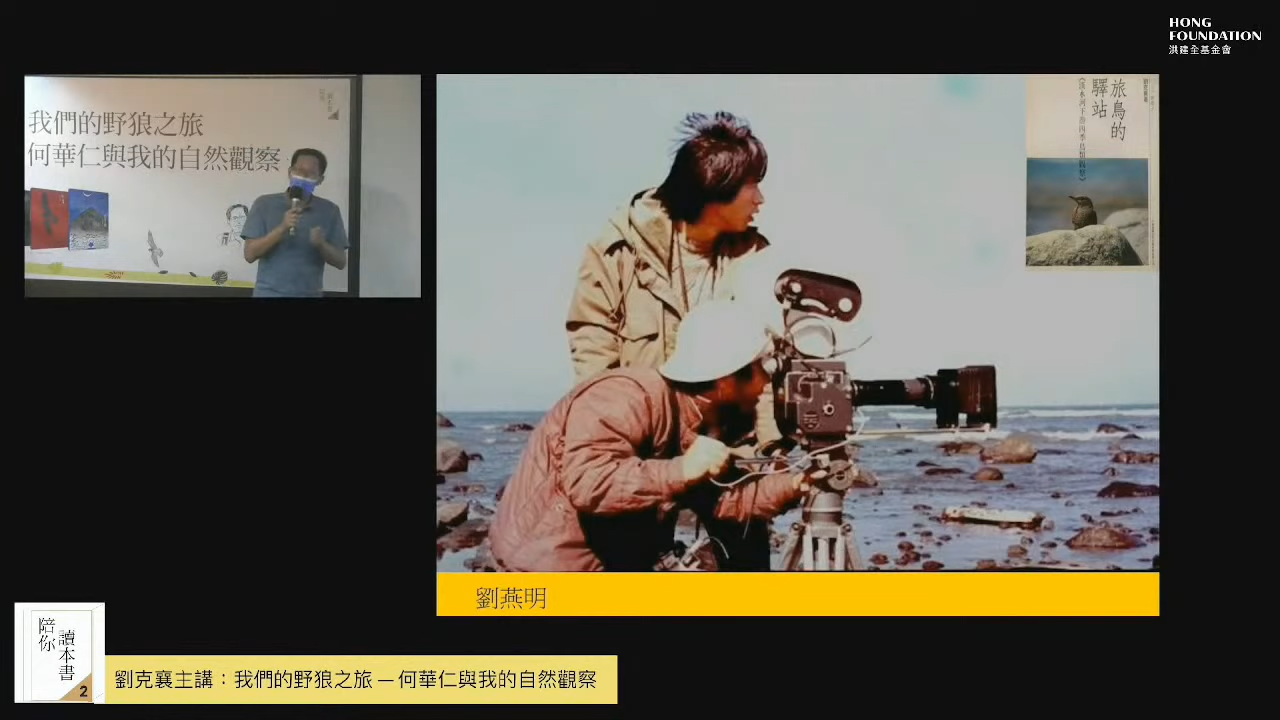 HONG
FOUNDATION
洪建全基金會
我們的野狼之旅
何華仁與我的自然觀察
旅鳥的
驛站
劉燕明
陪你
讀本書
2
劉克襄主講：我們的野狼之旅 — 何華仁與我的自然觀察